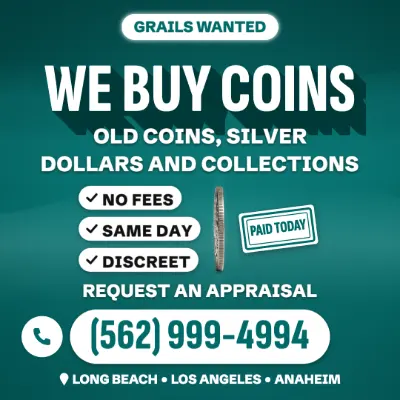 GRAILS WANTED
WE BUY COINS
OLD COINS, SILVER
DOLLARS AND COLLECTIONS
NO FEES
SAME DAY
DISCREET
PAID TODAY
REQUEST AN APPRAISAL
(562) 999-4994
LONG BEACH • LOS ANGELES • ANAHEIM